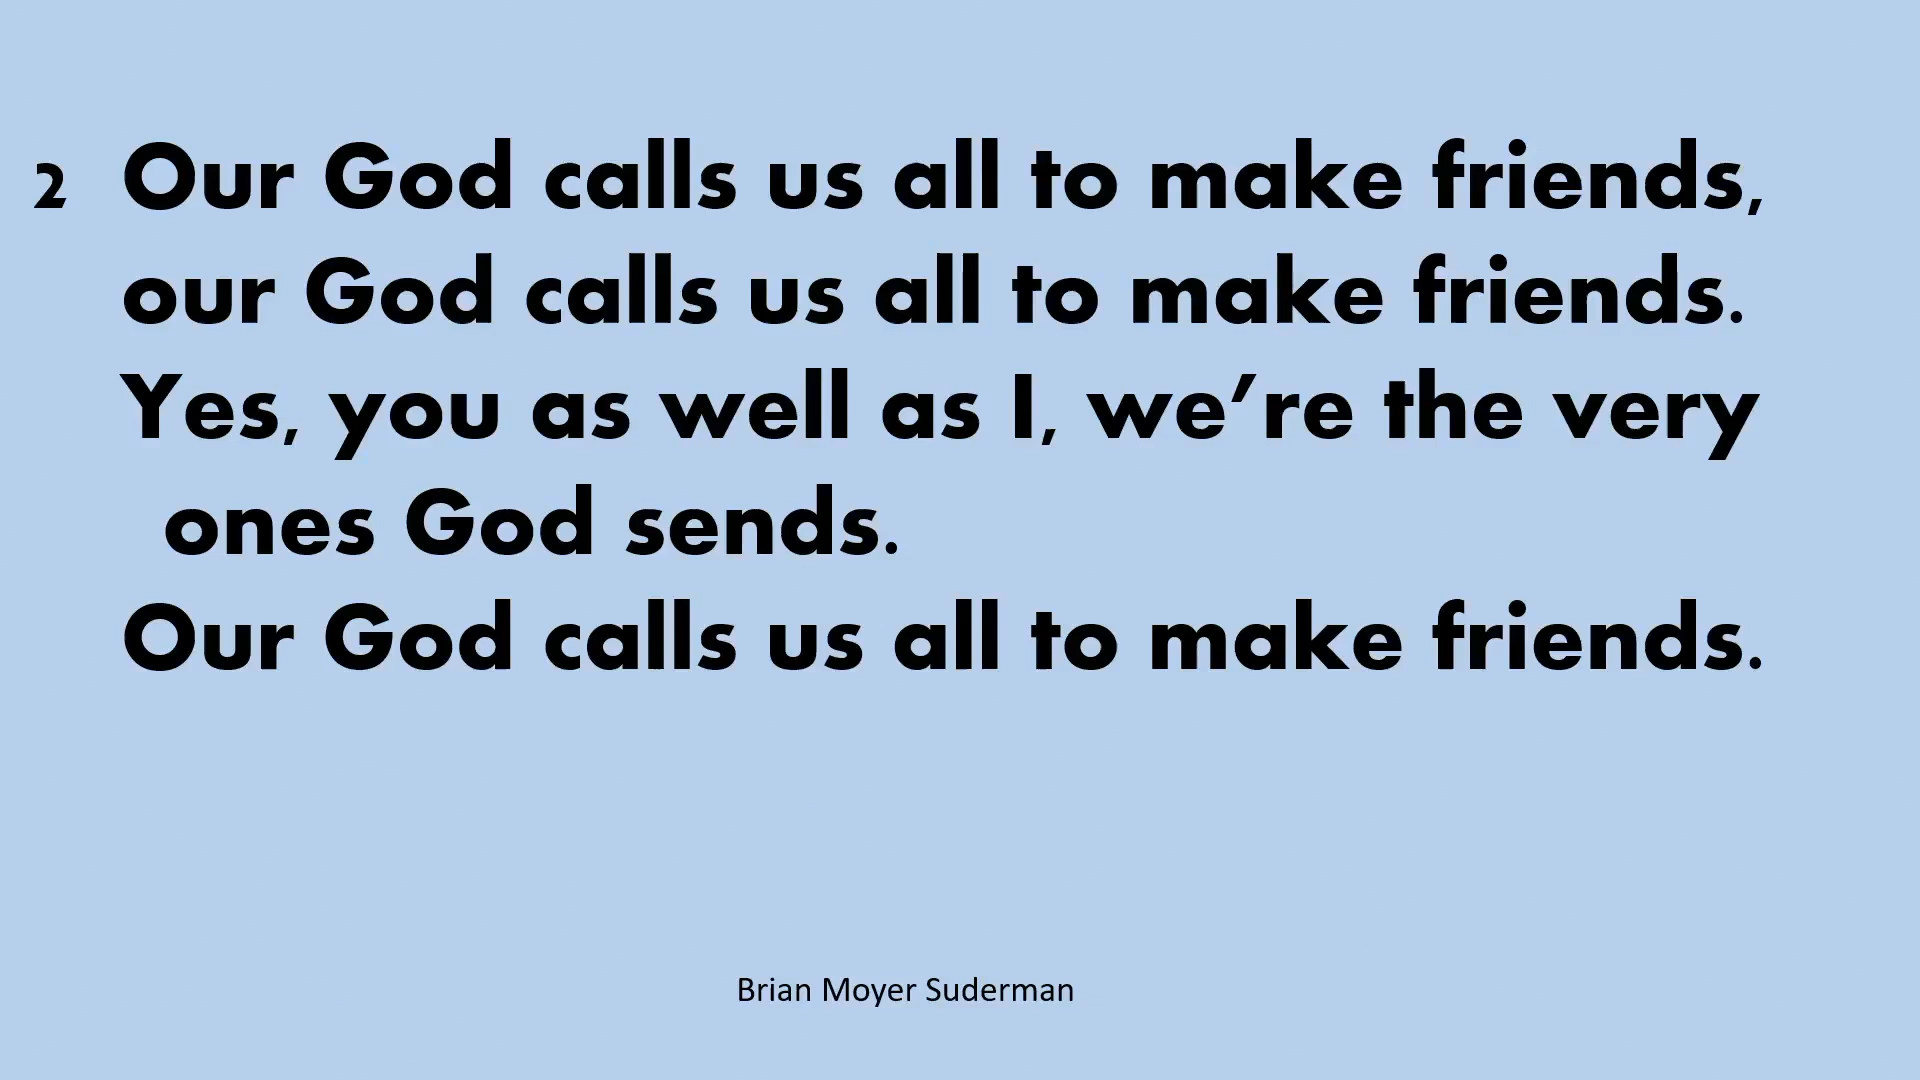 2 Our God calls us all to make friends,
our God calls us all to make friends.
Yes, you as well as I, we’re the very
ones God sends.
Our God calls us all to make friends.
Brian Moyer Suderman